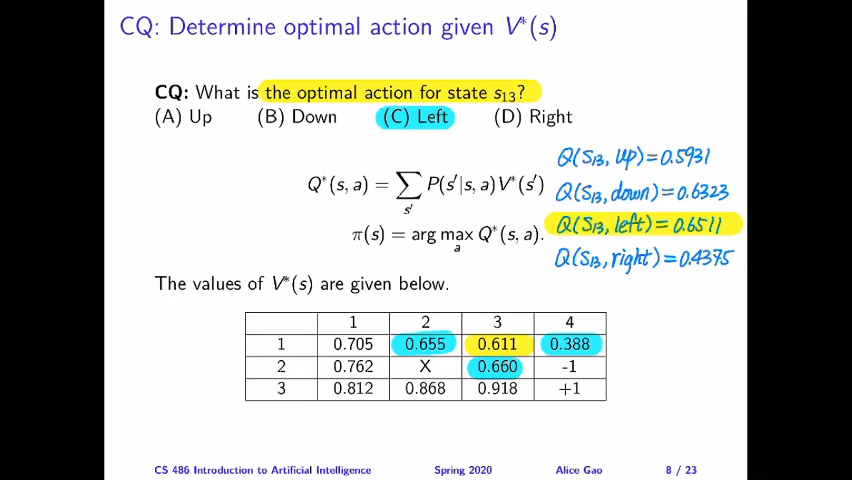 CQ: Determine optimal action given V*(s)
CQ: What is the optimal action for state s₁₃?
(A) Up (B) Down (C) Left (D) Right
Q(S₁₃, up)=0.5931
Q(S₁₃, down)=0.6323
Q(S₁₃, left)=0.6511
Q(S₁₃, right)=0.4375
Q*(s, a) = ∑ P(s′|s, a)V*(s′)
s′
π(s) = arg max Q*(s, a).
a
The values of V*(s) are given below.
1 2 3 4
1 0.705 0.655 0.611 0.388
2 0.762 X 0.660 -1
3 0.812 0.868 0.918 +1
CS 486 Introduction to Artificial Intelligence Spring 2020 Alice Gao 8 / 23